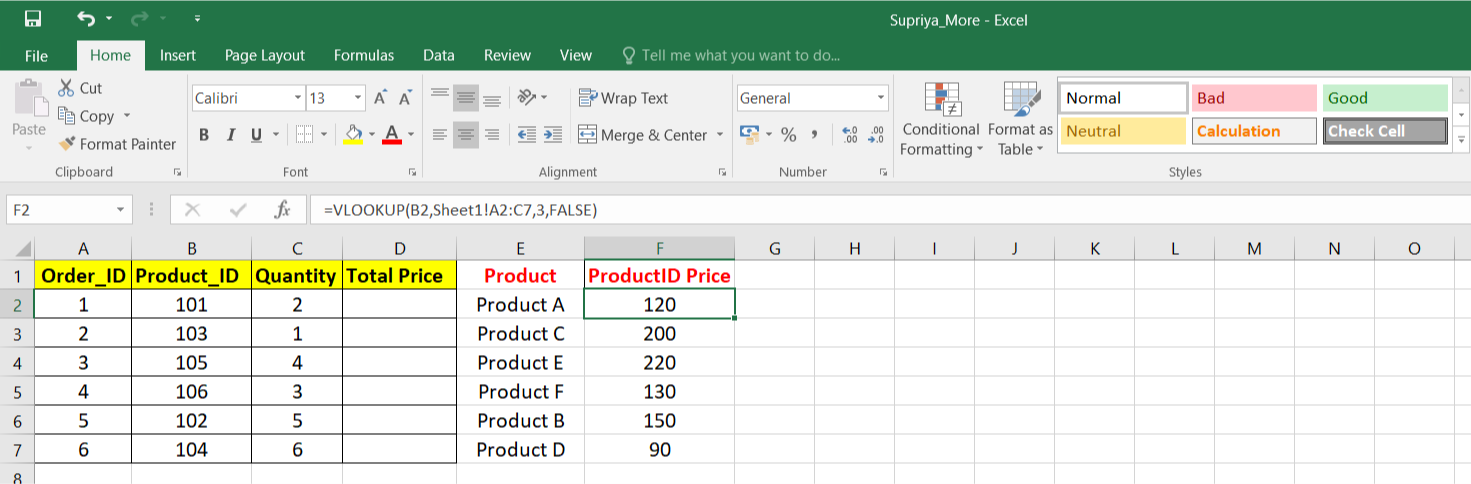 Supriya_More - Excel
File Home Insert Page Layout Formulas Data Review View Tell me what you want to do...
Paste
Cut
Copy
Format Painter
Clipboard
Calibri 13 A A
B I U A
Font
Wrap Text
Merge & Center
Alignment
General
% , .0 .00 .00 .0
Number
Conditional Formatting
Format as Table
Normal Bad Good
Neutral Calculation Check Cell
Styles
F2 fx =VLOOKUP(B2,Sheet1!A2:C7,3,FALSE)
A B C D E F G H I J K L M N O
1 Order_ID Product_ID Quantity Total Price Product ProductID Price
2 1 101 2 Product A 120
3 2 103 1 Product C 200
4 3 105 4 Product E 220
5 4 106 3 Product F 130
6 5 102 5 Product B 150
7 6 104 6 Product D 90
8